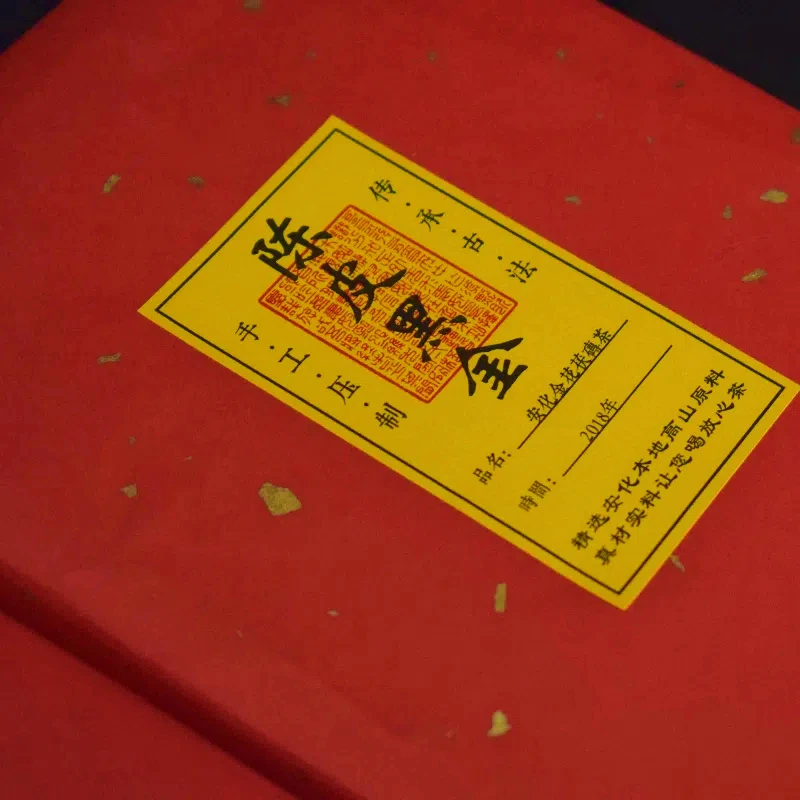 传·承·古·法
陈皮黑金
手·工·压·制
品名：安化金花茯磚茶
時間：2018年
精选安化本地高山原料
真材实料让您喝放心茶